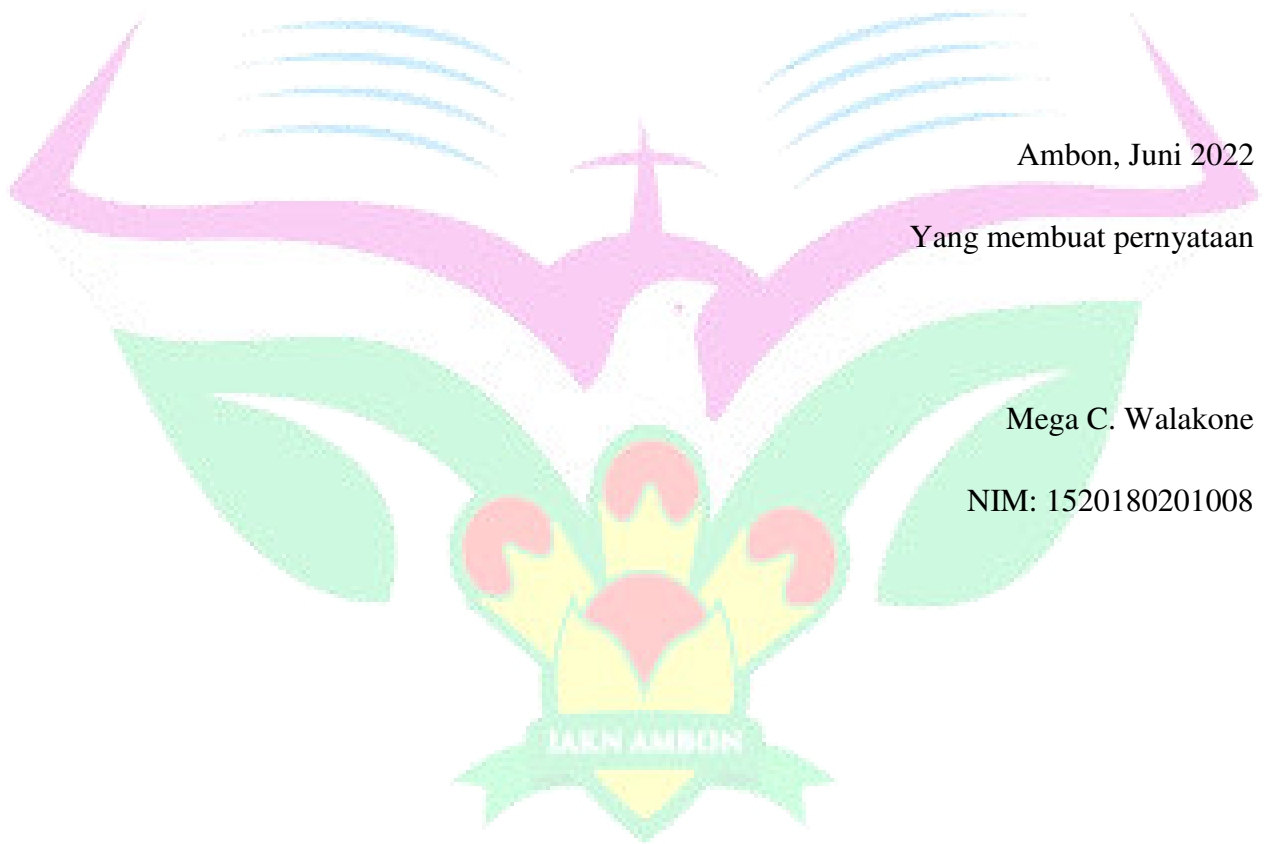 Ambon, Juni 2022
Yang membuat pernyataan
Mega C. Walakone
NIM: 1520180201008
IAKN AMBON